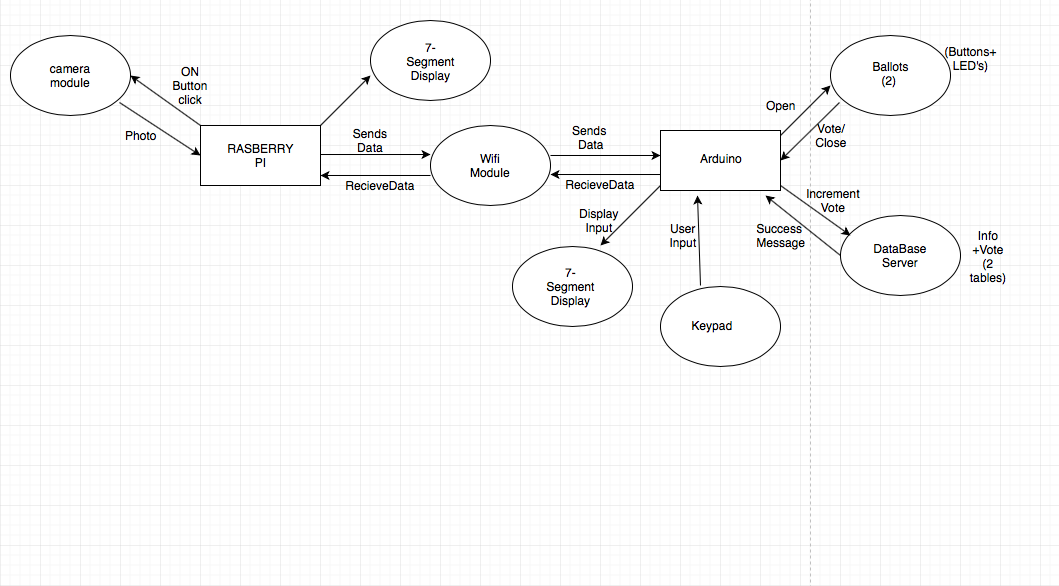 camera
module
ON
Button
click
Photo
RASBERRY
PI
7-
Segment
Display
Sends
Data
RecieveData
Wifi
Module
Sends
Data
RecieveData
Arduino
Open
Vote/
Close
Ballots
(2)
(Buttons+
LED's)
Display
Input
7-
Segment
Display
User
Input
Keypad
Increment
Vote
Success
Message
DataBase
Server
Info
+Vote
(2
tables)